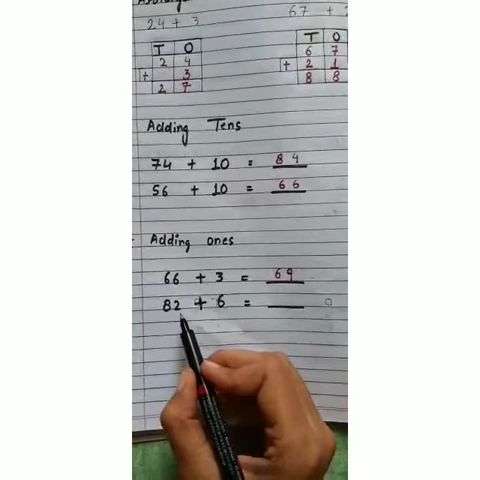 24 + 3
67 +
T O
2 4
+ 3
2 7
T O
6 7
+ 2 1
8 8
Adding Tens
74 + 10 = 84
56 + 10 = 66
Adding ones
66 + 3 = 69
82 + 6 =